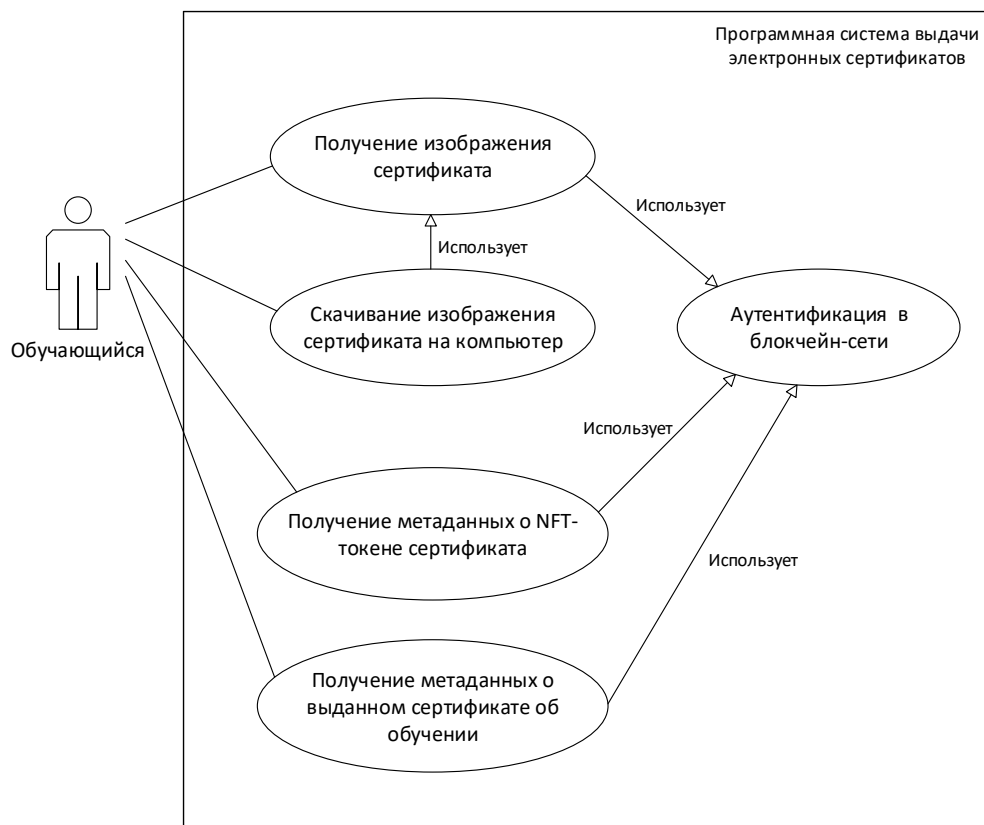 Программная система выдачи
электронных сертификатов
Получение изображения
сертификата
Использует
Использует
Скачивание изображения
сертификата на компьютер
Аутентификация в
блокчейн-сети
Обучающийся
Использует
Получение метаданных о NFT-
токене сертификата
Использует
Получение метаданных о
выданном сертификате об
обучении